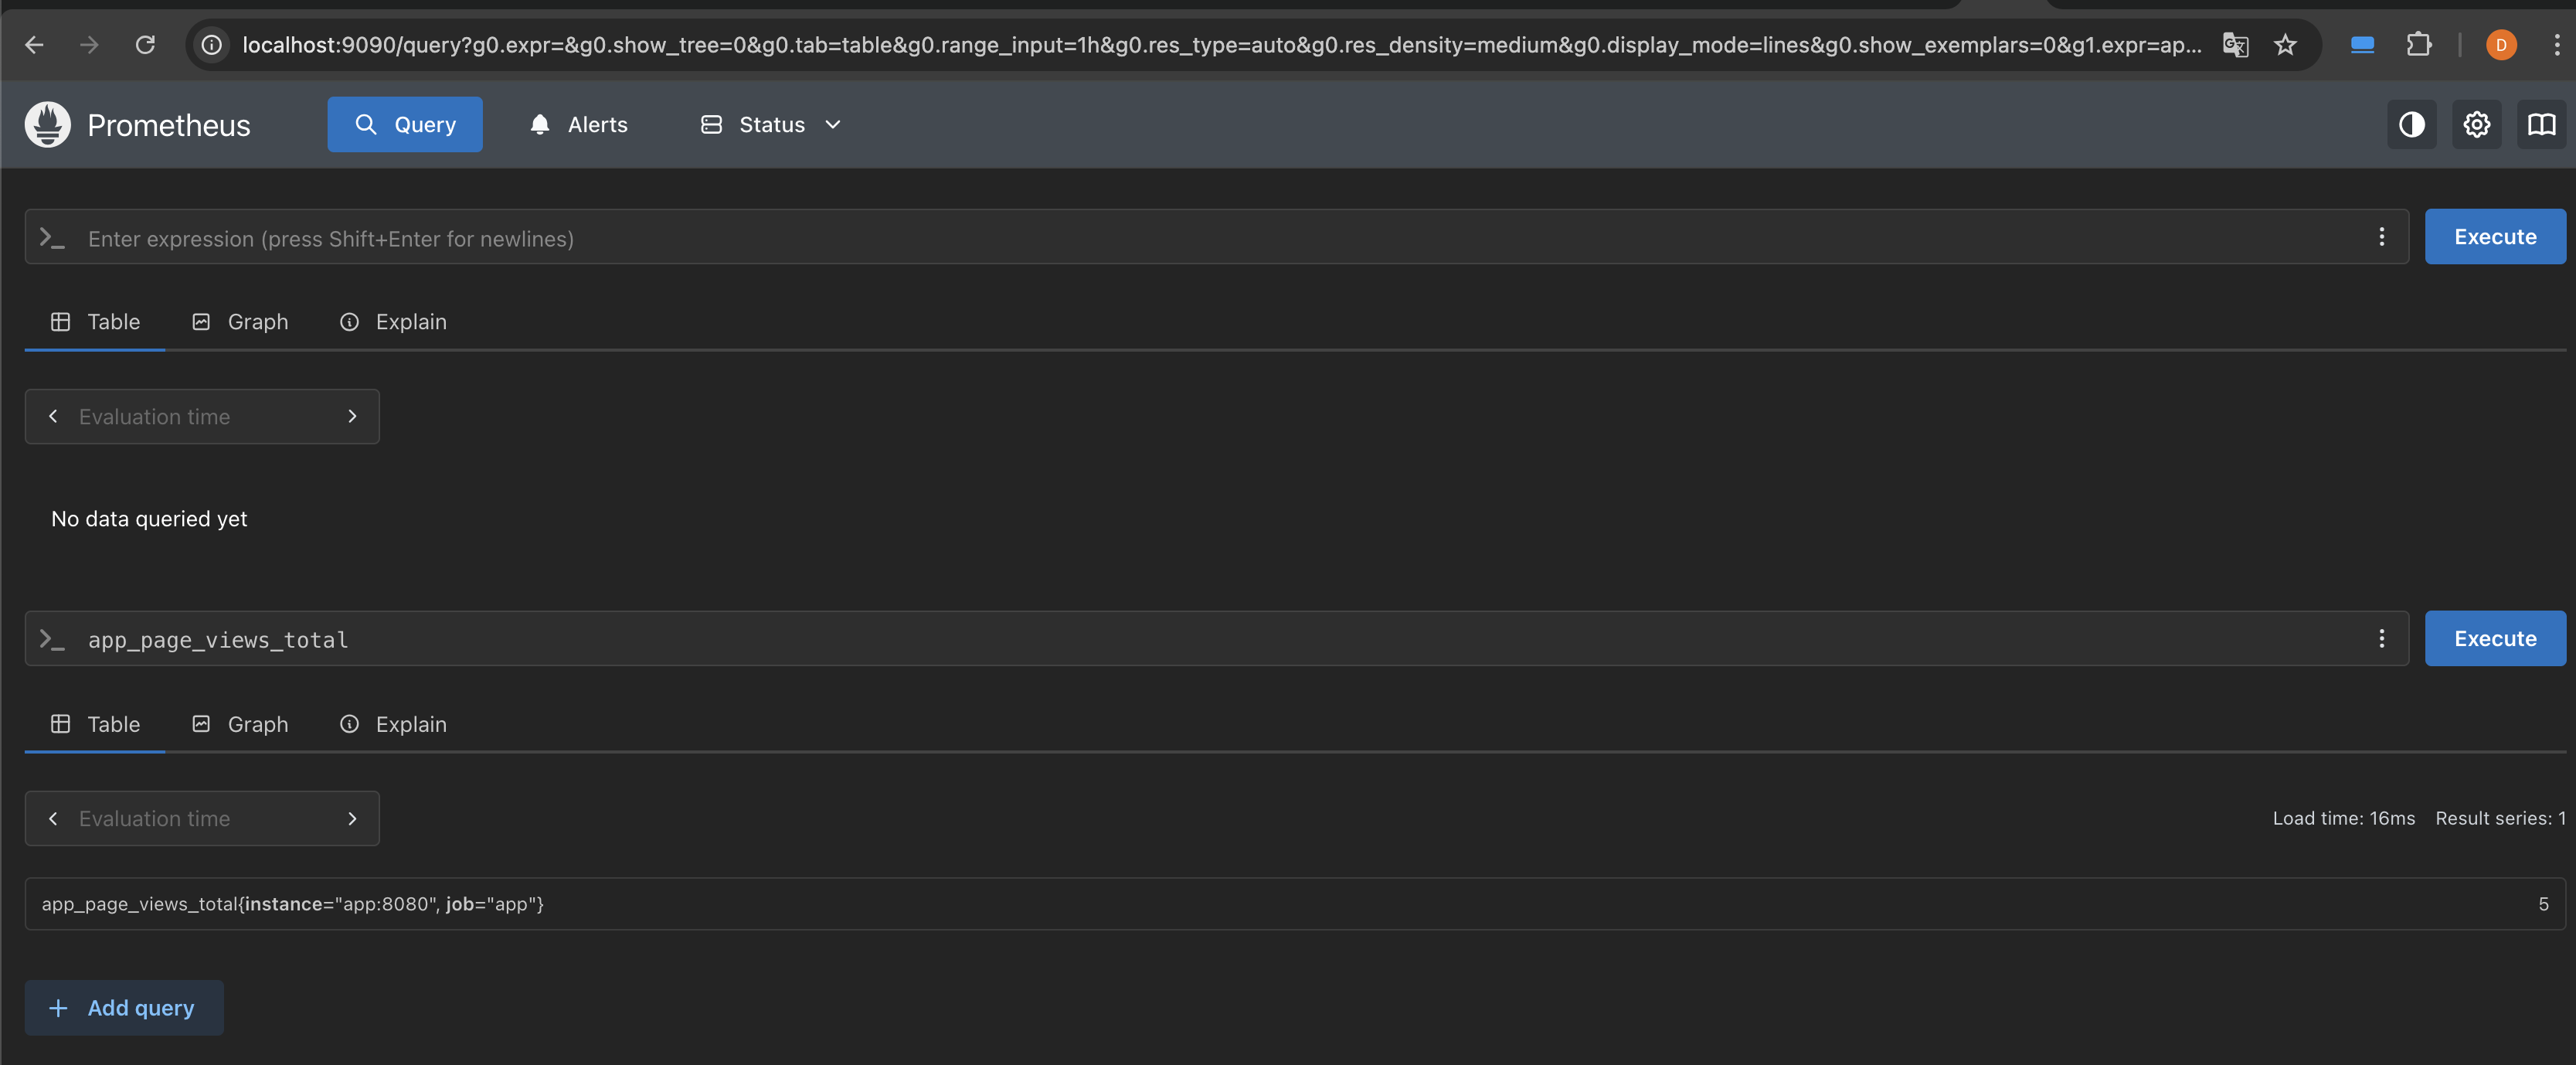 localhost:9090/query?g0.expr=&g0.show_tree=0&g0.tab=table&g0.range_input=1h&g0.res_type=auto&g0.res_density=medium&g0.display_mode=lines&g0.show_exemplars=0&g1.expr=ap...
D
Prometheus Query Alerts Status
Enter expression (press Shift+Enter for newlines) Execute
Table Graph Explain
Evaluation time
No data queried yet
app_page_views_total Execute
Table Graph Explain
Evaluation time Load time: 16ms Result series: 1
app_page_views_total{instance="app:8080", job="app"} 5
Add query